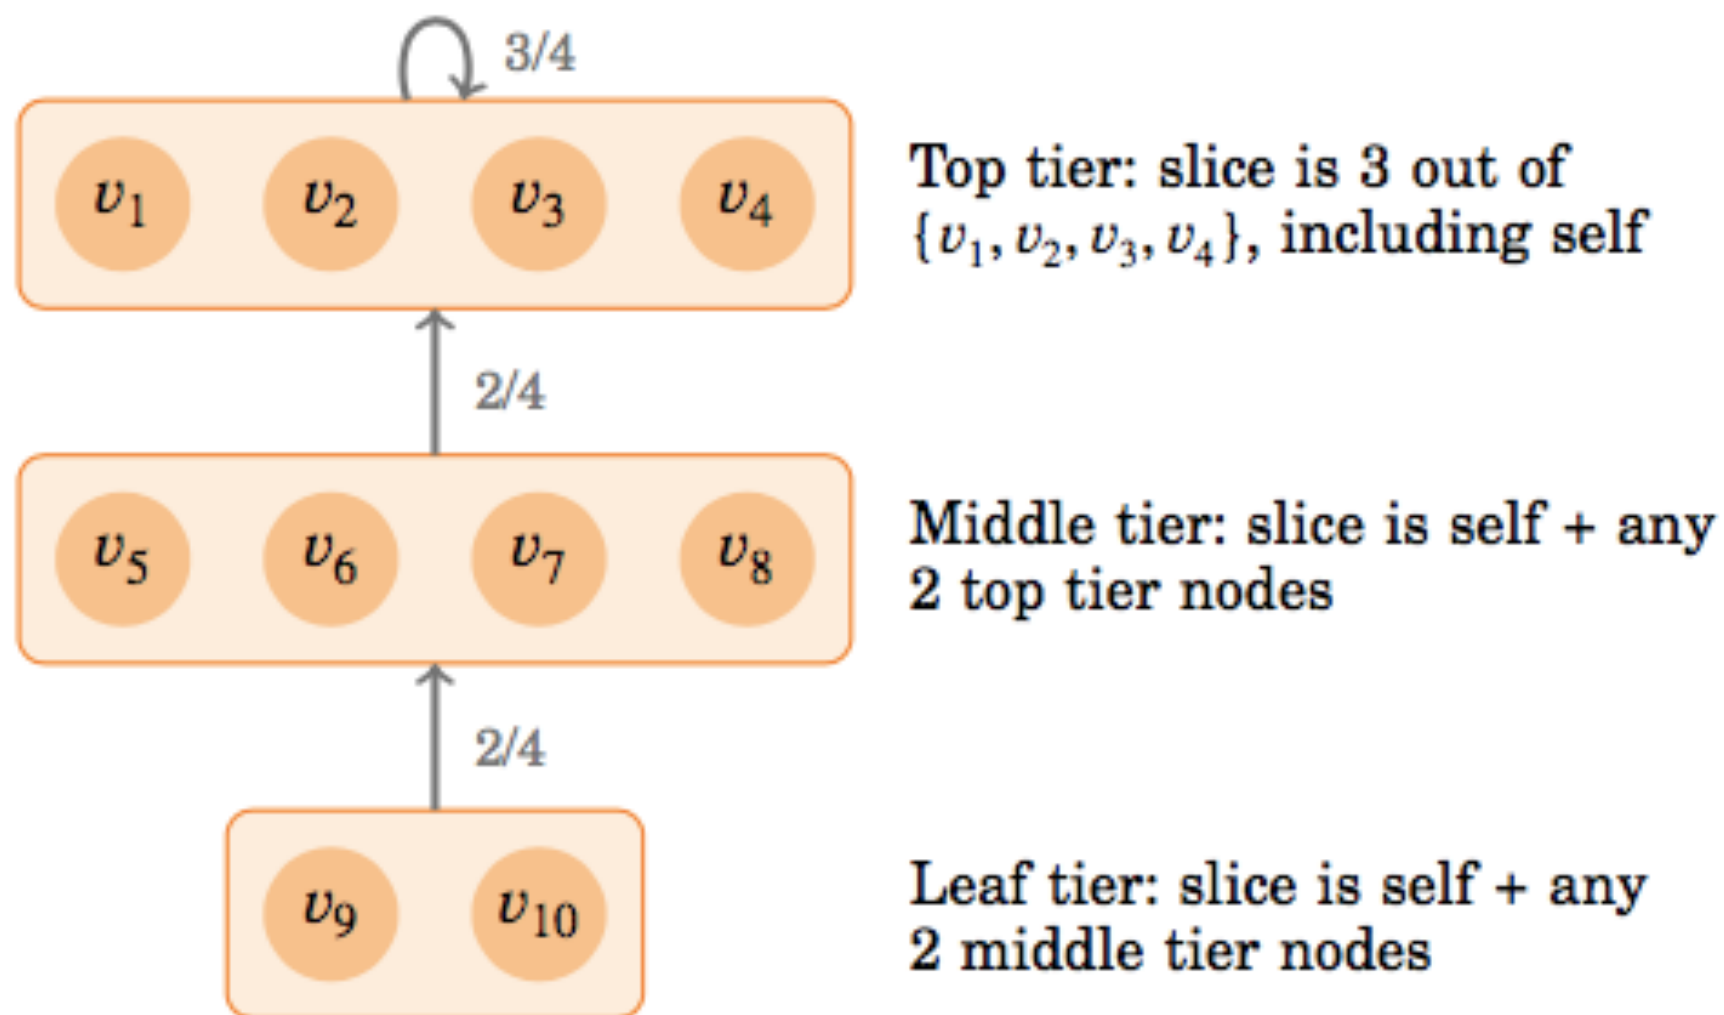 3/4
v₁ v₂ v₃ v₄
Top tier: slice is 3 out of
{v₁, v₂, v₃, v₄}, including self
2/4
v₅ v₆ v₇ v₈
Middle tier: slice is self + any
2 top tier nodes
2/4
v₉ v₁₀
Leaf tier: slice is self + any
2 middle tier nodes